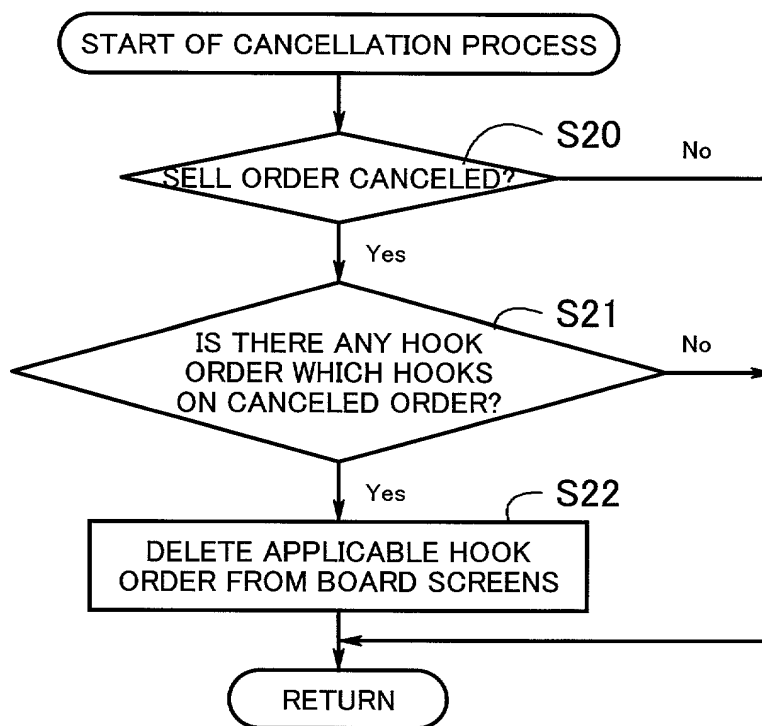 START OF CANCELLATION PROCESS
S20
No
SELL ORDER CANCELED?
Yes
S21
IS THERE ANY HOOK
No
ORDER WHICH HOOKS
ON CANCELED ORDER?
Yes
S22
DELETE APPLICABLE HOOK
ORDER FROM BOARD SCREENS
RETURN